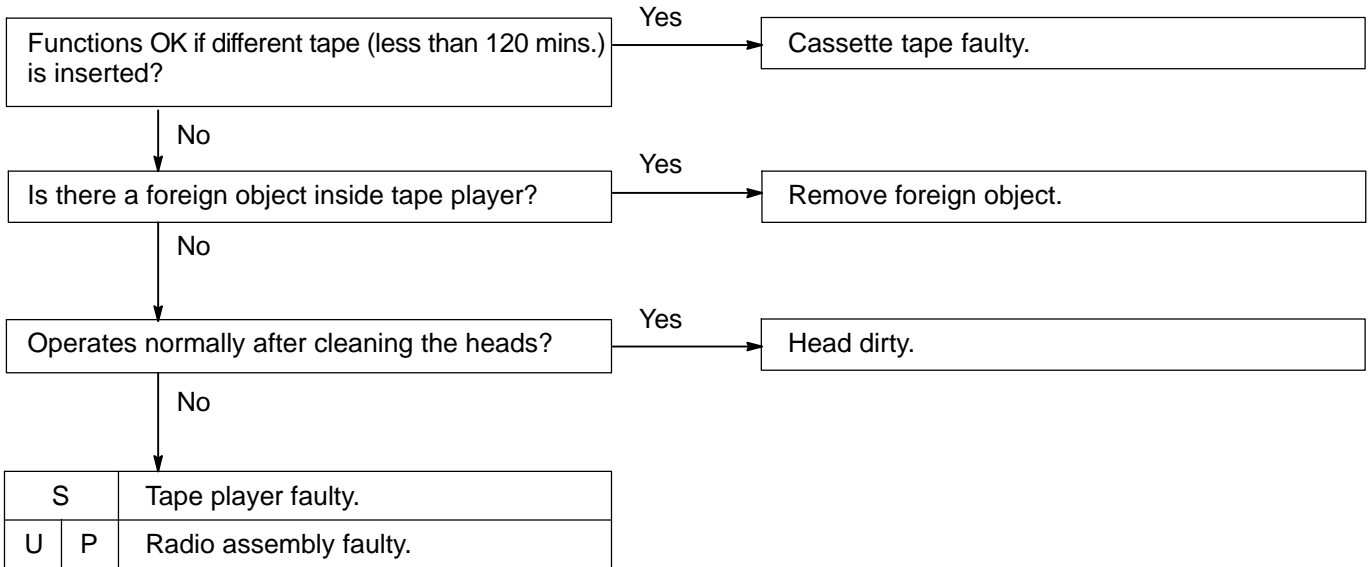 Functions OK if different tape (less than 120 mins.)
is inserted?
Yes
Cassette tape faulty.
No
Is there a foreign object inside tape player?
Yes
Remove foreign object.
No
Operates normally after cleaning the heads?
Yes
Head dirty.
No
S Tape player faulty.
U P Radio assembly faulty.